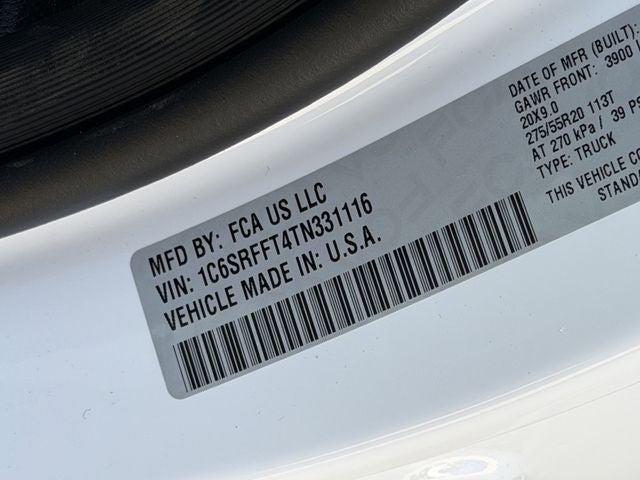 MFD BY: FCA US LLC
VIN: 1C6SRFFT4TN331116
VEHICLE MADE IN: U.S.A.
DATE OF MFR (BUILT):
GAWR FRONT: 3900
20X9.0
275/55R20 113T
AT 270 kPa / 39
TYPE: TRUCK
THIS VEHICLE